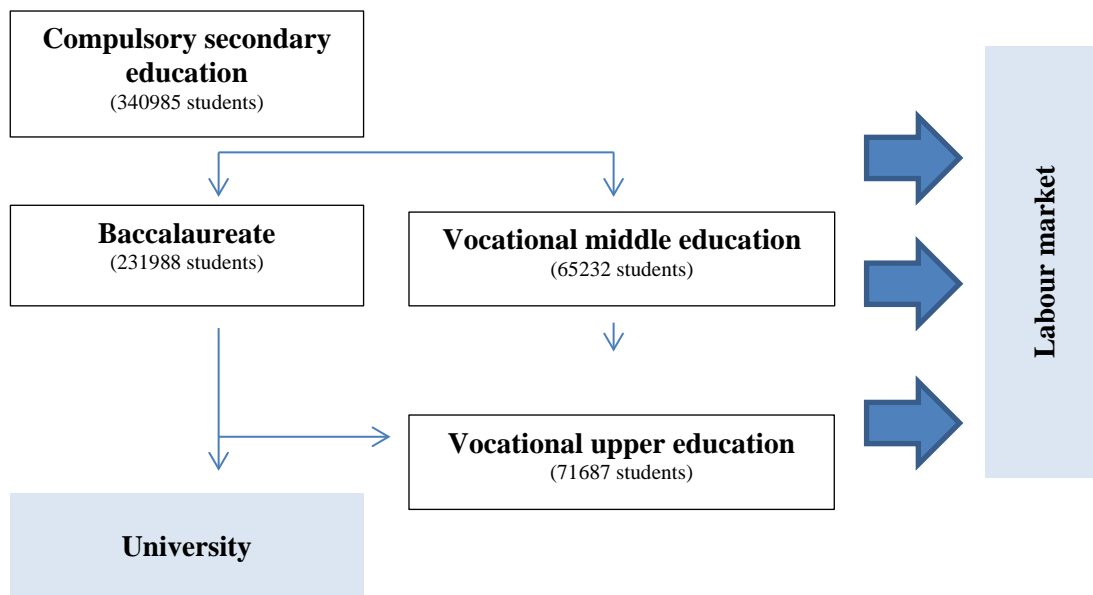 Compulsory secondary
education
(340985 students)
Baccalaureate
(231988 students)
Vocational middle education
(65232 students)
Vocational upper education
(71687 students)
University
Labour market